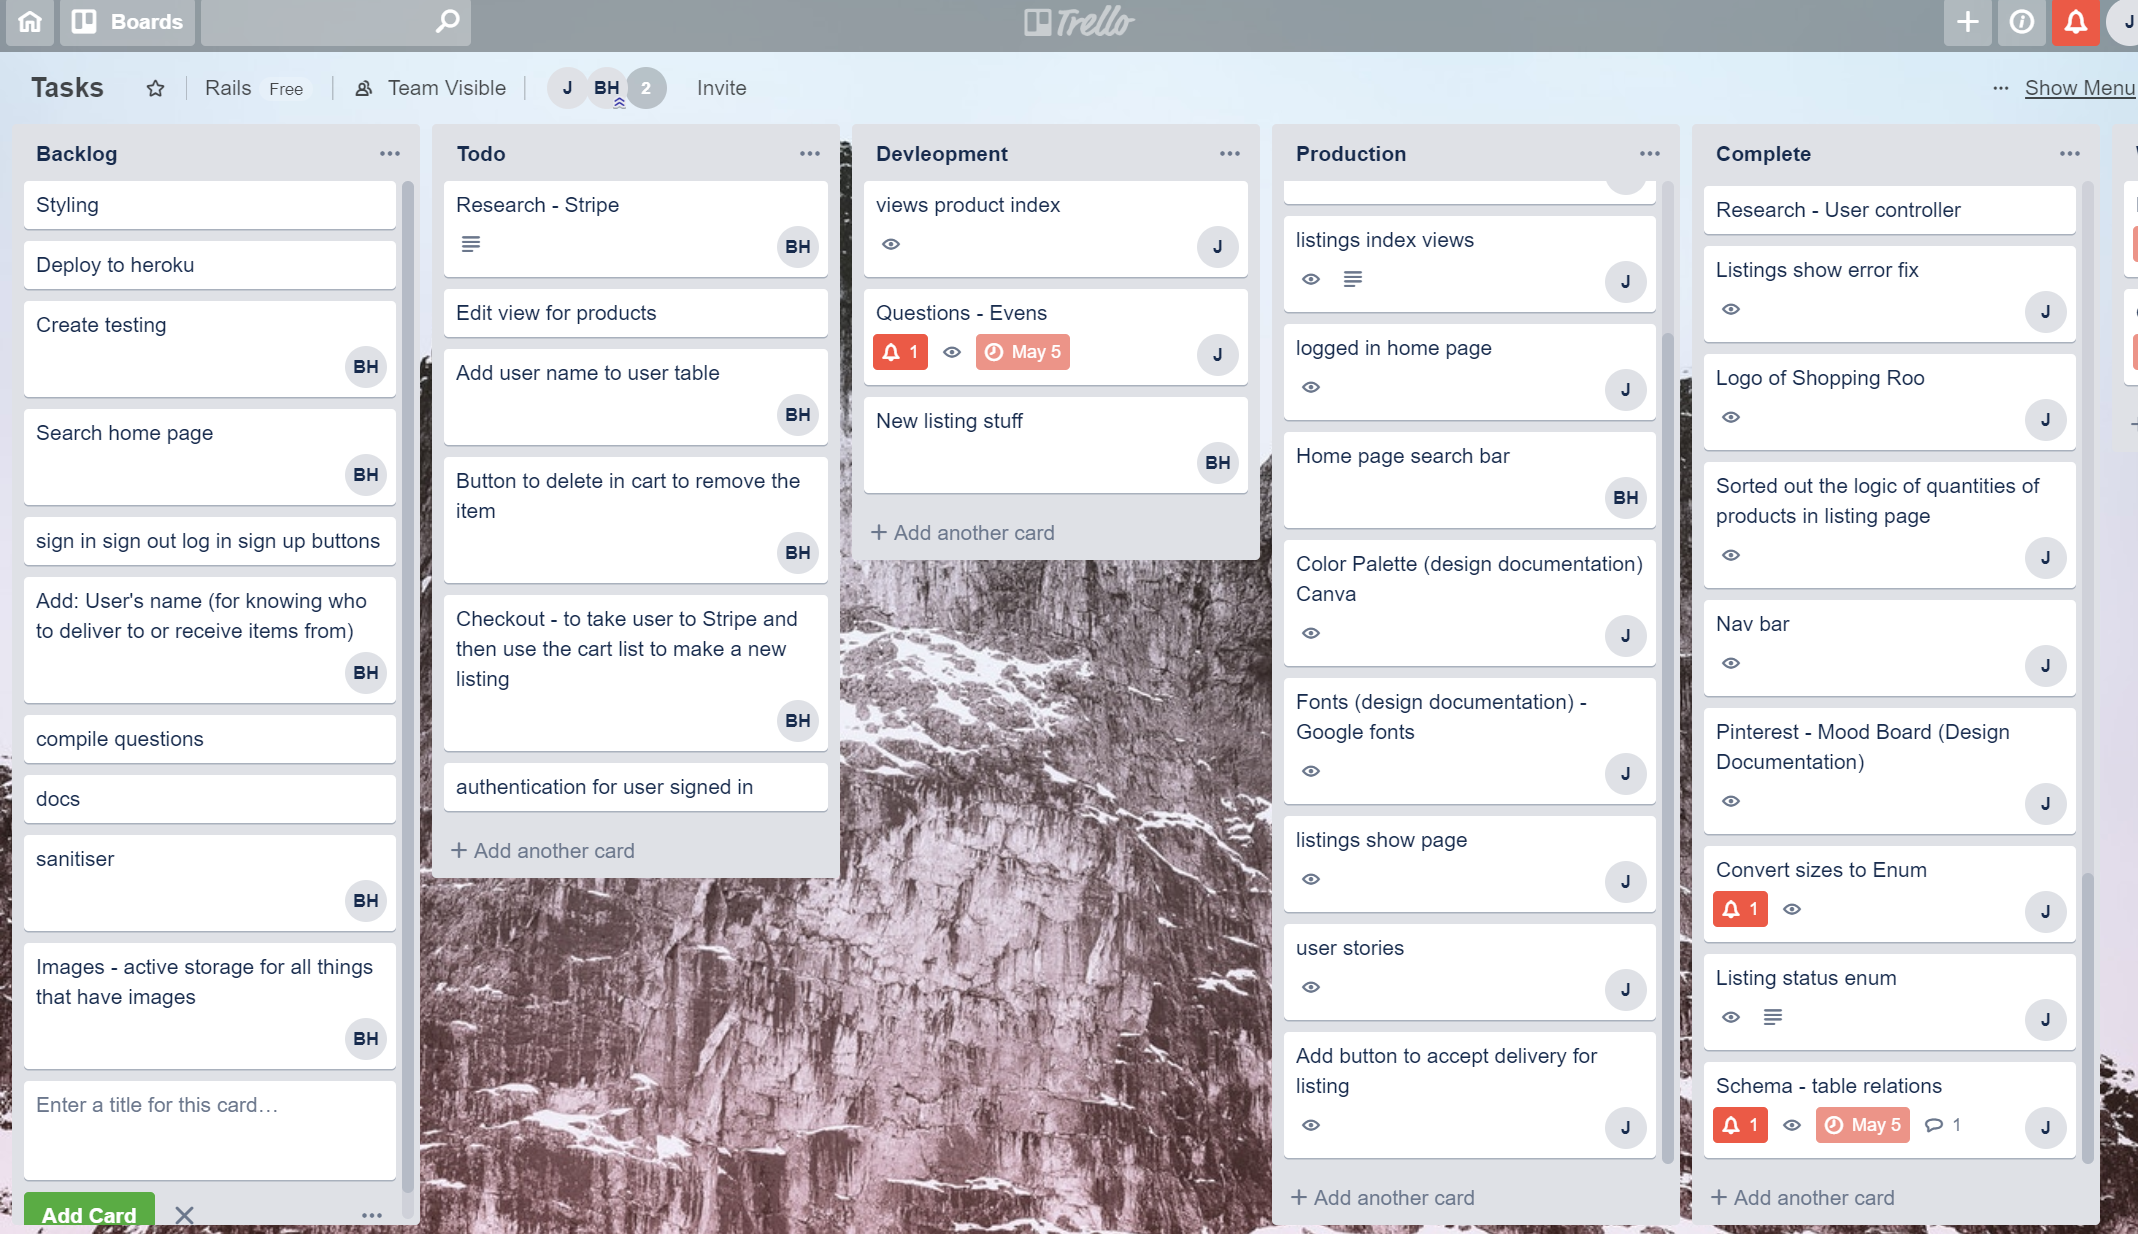 Boards
Trello
J
Tasks
Rails Free
Team Visible
J BH 2
Invite
... Show Menu
Backlog
Styling
Deploy to heroku
Create testing
BH
Search home page
BH
sign in sign out log in sign up buttons
Add: User's name (for knowing who
to deliver to or receive items from)
BH
compile questions
docs
sanitiser
BH
Images - active storage for all things
that have images
BH
Enter a title for this card…
Add Card
Todo
Research - Stripe
BH
Edit view for products
Add user name to user table
BH
Button to delete in cart to remove the
item
BH
Checkout - to take user to Stripe and
then use the cart list to make a new
listing
BH
authentication for user signed in
+ Add another card
Devleopment
views product index
J
Questions - Evens
1 May 5
J
New listing stuff
BH
+ Add another card
Production
listings index views
J
logged in home page
J
Home page search bar
BH
Color Palette (design documentation)
Canva
J
Fonts (design documentation) -
Google fonts
J
listings show page
J
user stories
J
Add button to accept delivery for
listing
J
+ Add another card
Complete
Research - User controller
Listings show error fix
J
Logo of Shopping Roo
J
Sorted out the logic of quantities of
products in listing page
J
Nav bar
J
Pinterest - Mood Board (Design
Documentation)
J
Convert sizes to Enum
1
J
Listing status enum
J
Schema - table relations
1 May 5 1
J
+ Add another card